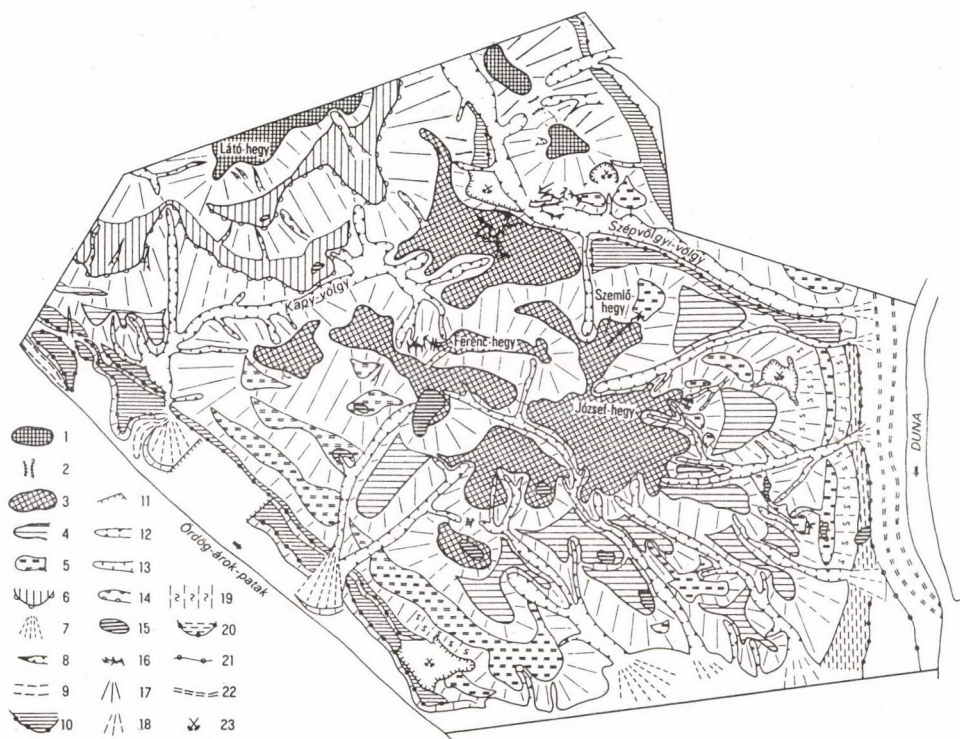 Látó-hegy
Szépvölgyi-völgy
Kapy-völgy
Szemlő-
hegy
Ferenc-hegy
József-hegy
DUNA
Ördög-árok-patak
1
2
3
4
5
6
7
8
9
10
11
12
13
14
15
16
17
18
19
20
21
22
23